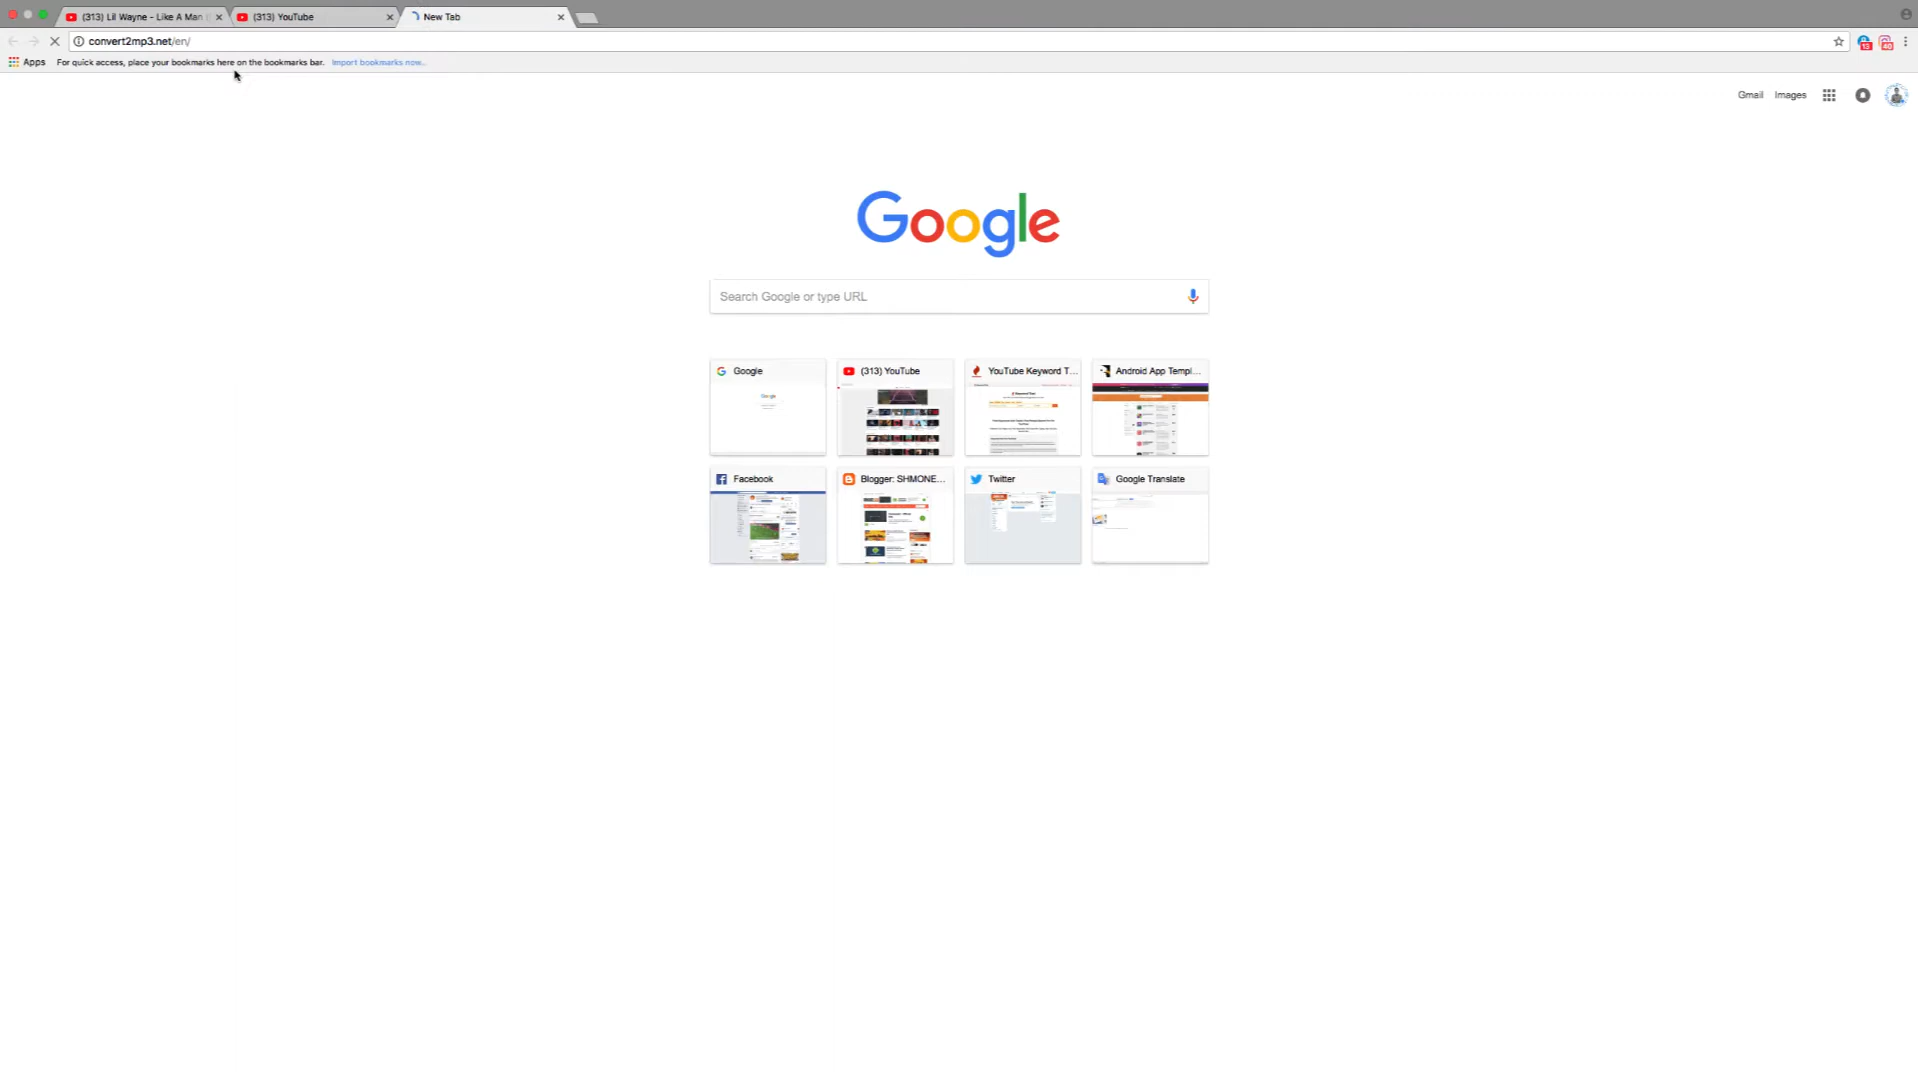 (313) Lil Wayne - Like A Man
(313) YouTube
New Tab
convert2mp3.net/en/
Apps
For quick access, place your bookmarks here on the bookmarks bar.
Import bookmarks now...
13
40
Gmail
Images
Google
Search Google or type URL
Google
(313) YouTube
YouTube Keyword T...
Android App Templ...
Facebook
Blogger: SHMONE...
Twitter
Google Translate